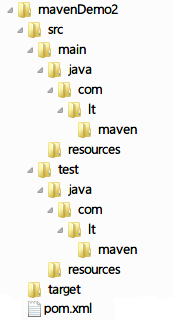 mavenDemo2
src
main
java
com
lt
maven
resources
test
java
com
lt
maven
resources
target
pom.xml